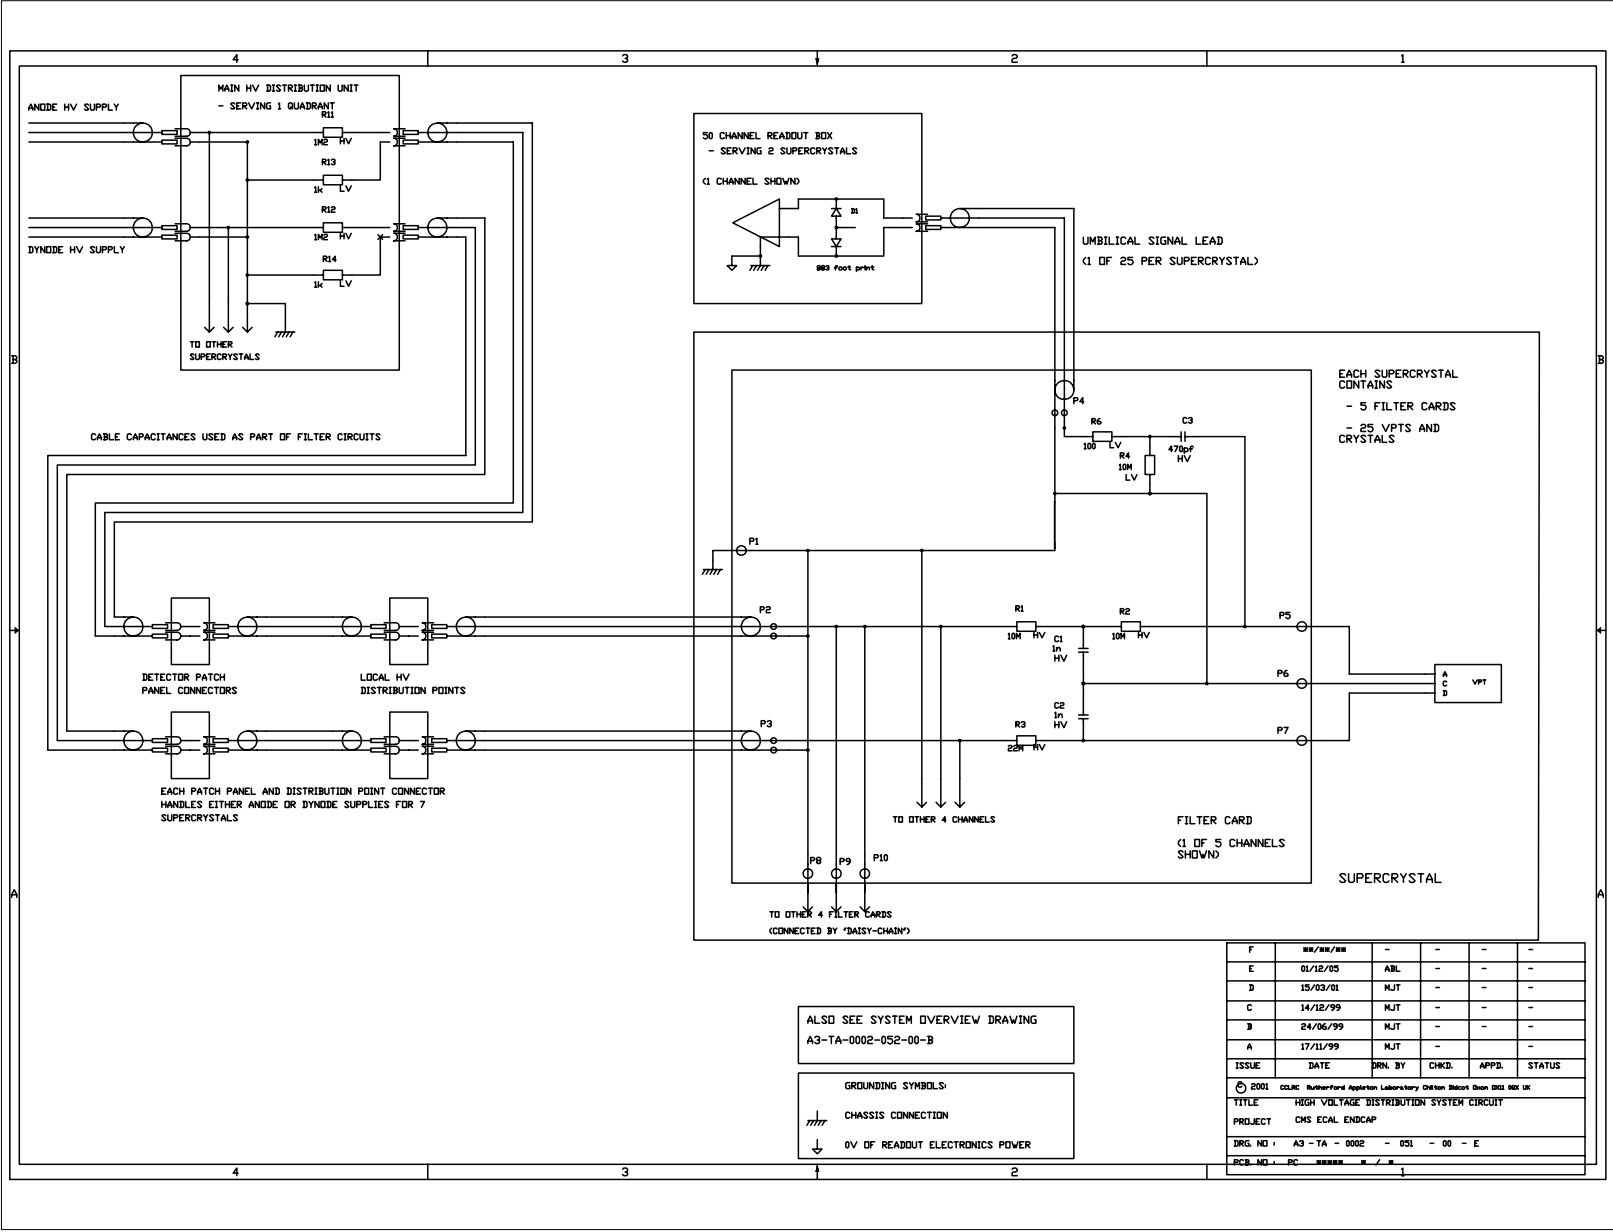 4
3
2
1
MAIN HV DISTRIBUTION UNIT
- SERVING 1 QUADRANT
ANODE HV SUPPLY
R11
1M2 HV
R13
1k LV
R12
1M2 HV
DYNODE HV SUPPLY
R14
1k LV
TO OTHER
SUPERCRYSTALS
50 CHANNEL READOUT BOX
- SERVING 2 SUPERCRYSTALS
(1 CHANNEL SHOWN)
D1
foot print
UMBILICAL SIGNAL LEAD
(1 OF 25 PER SUPERCRYSTAL)
B
B
EACH SUPERCRYSTAL
CONTAINS
- 5 FILTER CARDS
- 25 VPTS AND
CRYSTALS
CABLE CAPACITANCES USED AS PART OF FILTER CIRCUITS
P4
R6
100 LV
C3
470pf
HV
R4
10M
LV
P1
P2
R1
10M HV
R2
10M HV
P5
C1
1n
HV
DETECTOR PATCH
PANEL CONNECTORS
LOCAL HV
DISTRIBUTION POINTS
P6
A
C
D
VPT
C2
1n
HV
P3
R3
22M HV
P7
EACH PATCH PANEL AND DISTRIBUTION POINT CONNECTOR
HANDLES EITHER ANODE OR DYNODE SUPPLIES FOR 7
SUPERCRYSTALS
TO OTHER 4 CHANNELS
FILTER CARD
(1 OF 5 CHANNELS
SHOWN)
P8
P9
P10
SUPERCRYSTAL
A
A
TO OTHER 4 FILTER CARDS
(CONNECTED BY "DAISY-CHAIN")
F **/**/** - - - -
E 01/12/05 ABL - - -
D 15/03/01 MJT - - -
C 14/12/99 MJT - - -
B 24/06/99 MJT - - -
A 17/11/99 MJT - -
ISSUE DATE DRN. BY CHKD. APPD. STATUS
© 2001 CCLRC Rutherford Appleton Laboratory Chilton Didcot Oxon OX11 0QX UK
TITLE HIGH VOLTAGE DISTRIBUTION SYSTEM CIRCUIT
PROJECT CMS ECAL ENDCAP
DRG. NO : A3 - TA - 0002 - 051 - 00 - E
PCB. NO : PC ***** * / *
ALSO SEE SYSTEM OVERVIEW DRAWING
A3-TA-0002-052-00-B
GROUNDING SYMBOLS:
CHASSIS CONNECTION
0V OF READOUT ELECTRONICS POWER
4
3
2
1